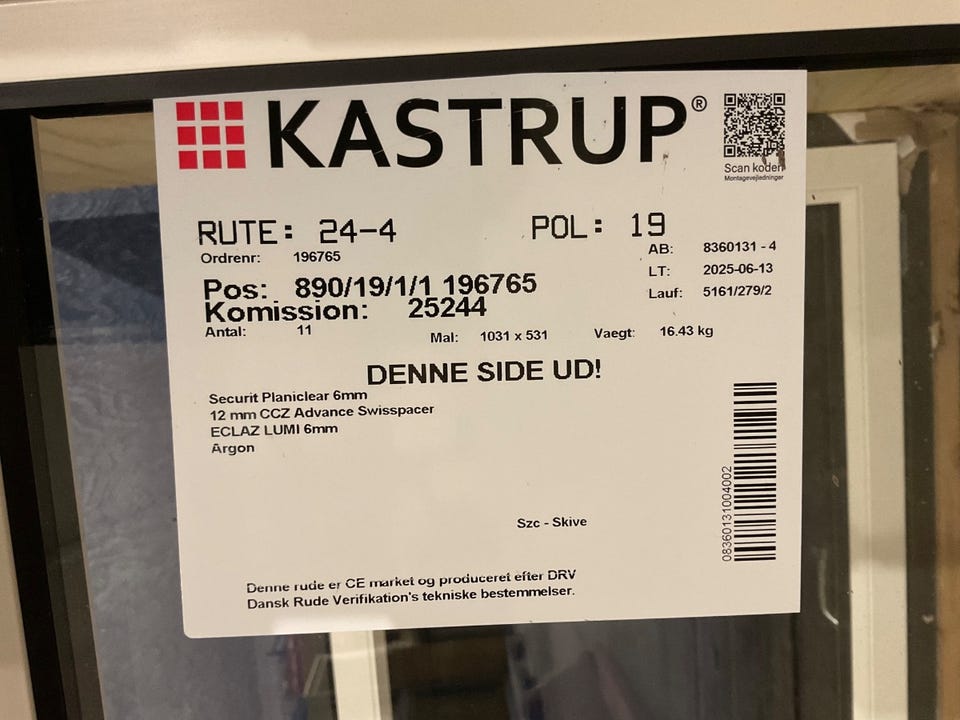 KASTRUP®
Scan koden
Montagevejledninger
RUTE: 24-4 POL: 19
Ordrenr: 196765 AB: 8360131 - 4
LT: 2025-06-13
Pos: 890/19/1/1 196765 Lauf: 5161/279/2
Komission: 25244
Antal: 11 Mal: 1031 x 531 Vaegt: 16.43 kg
DENNE SIDE UD!
Securit Planiclear 6mm
12 mm CCZ Advance Swisspacer
ECLAZ LUMI 6mm
Argon
08360131004002
Szc - Skive
Denne rude er CE market og produceret efter DRV
Dansk Rude Verifikation's tekniske bestemmelser.